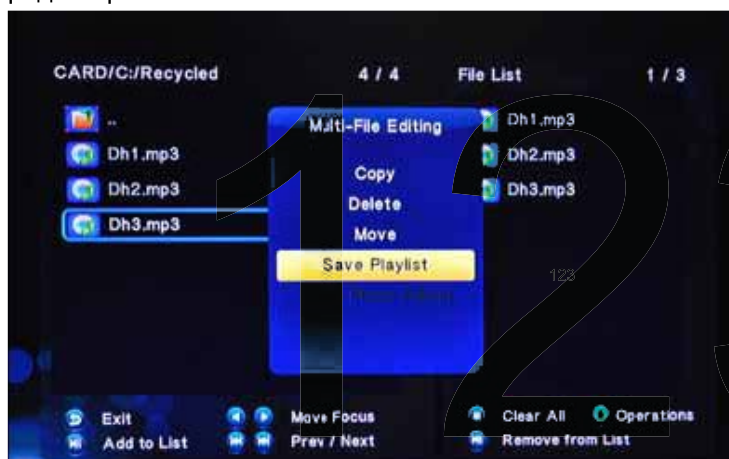 CARD/C:/Recycled 4 / 4 File List 1 / 3
..
Dh1.mp3
Dh2.mp3
Dh3.mp3
Multi-File Editing
Copy
Delete
Move
Save Playlist
Dh1.mp3
Dh2.mp3
Dh3.mp3
123
123
Exit Move Focus Clear All Operations
Add to List Prev / Next Remove from List